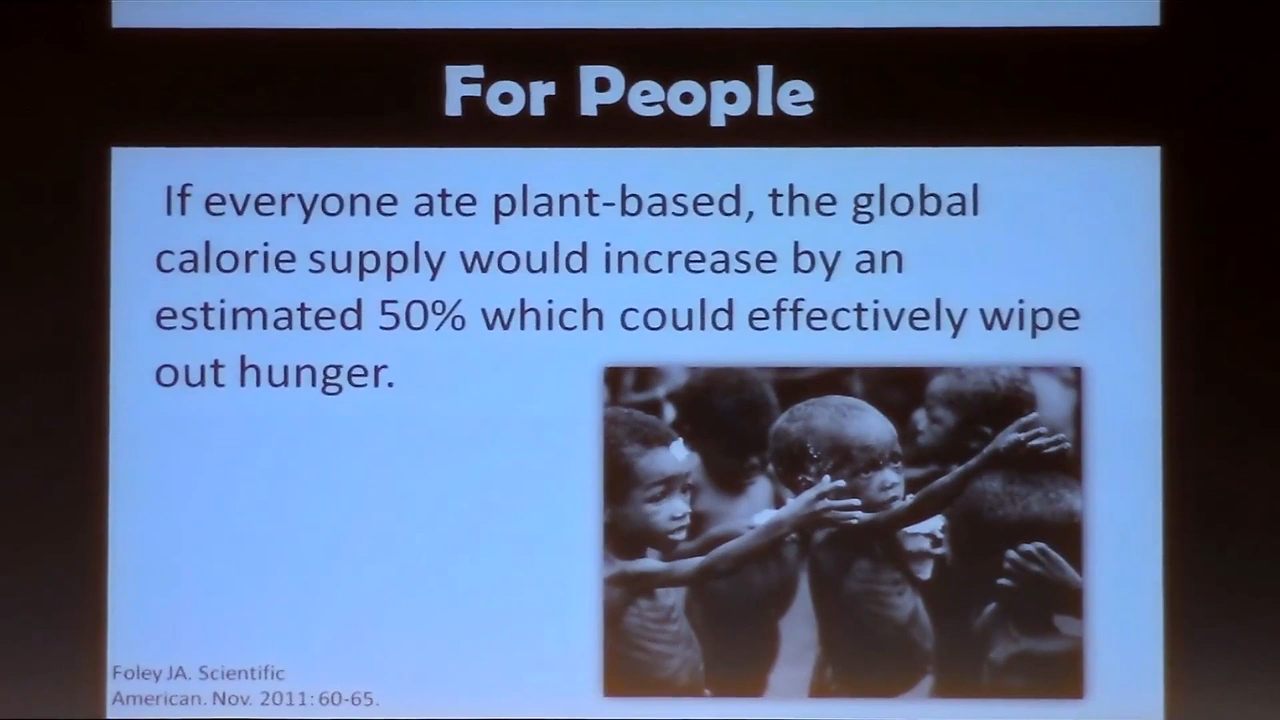 For People
If everyone ate plant-based, the global
calorie supply would increase by an
estimated 50% which could effectively wipe
out hunger.
Foley JA. Scientific
American. Nov. 2011:60-65.